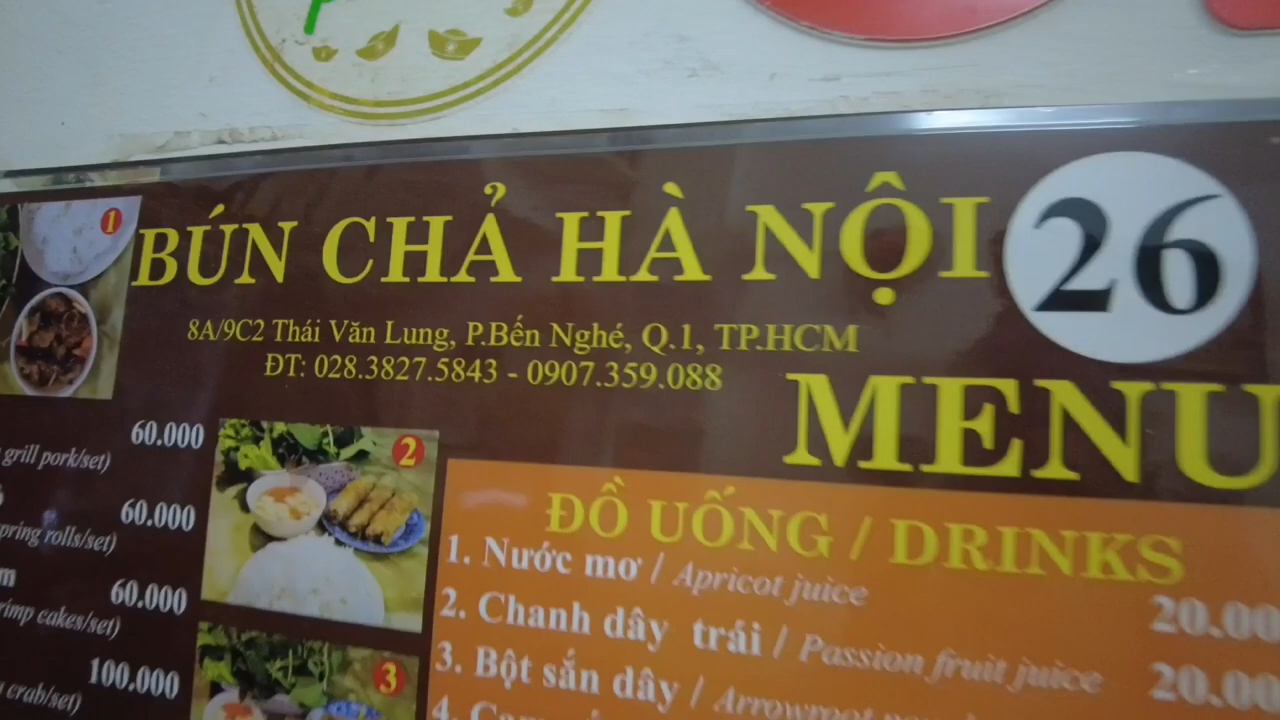 1
BÚN CHẢ HÀ NỘI 26
8A/9C2 Thái Văn Lung, P.Bến Nghé, Q.1, TP.HCM
ĐT: 028.3827.5843 - 0907.359.088
MENU
60.000
grill pork/set)
60.000
pring rolls/set)
60.000
rimp cakes/set)
100.000
crab/set)
2
3
ĐỒ UỐNG / DRINKS
1. Nước mơ / Apricot juice
20.00
2. Chanh dây trái / Passion fruit juice
20.00
3. Bột sắn dây / Arrowroot
4.